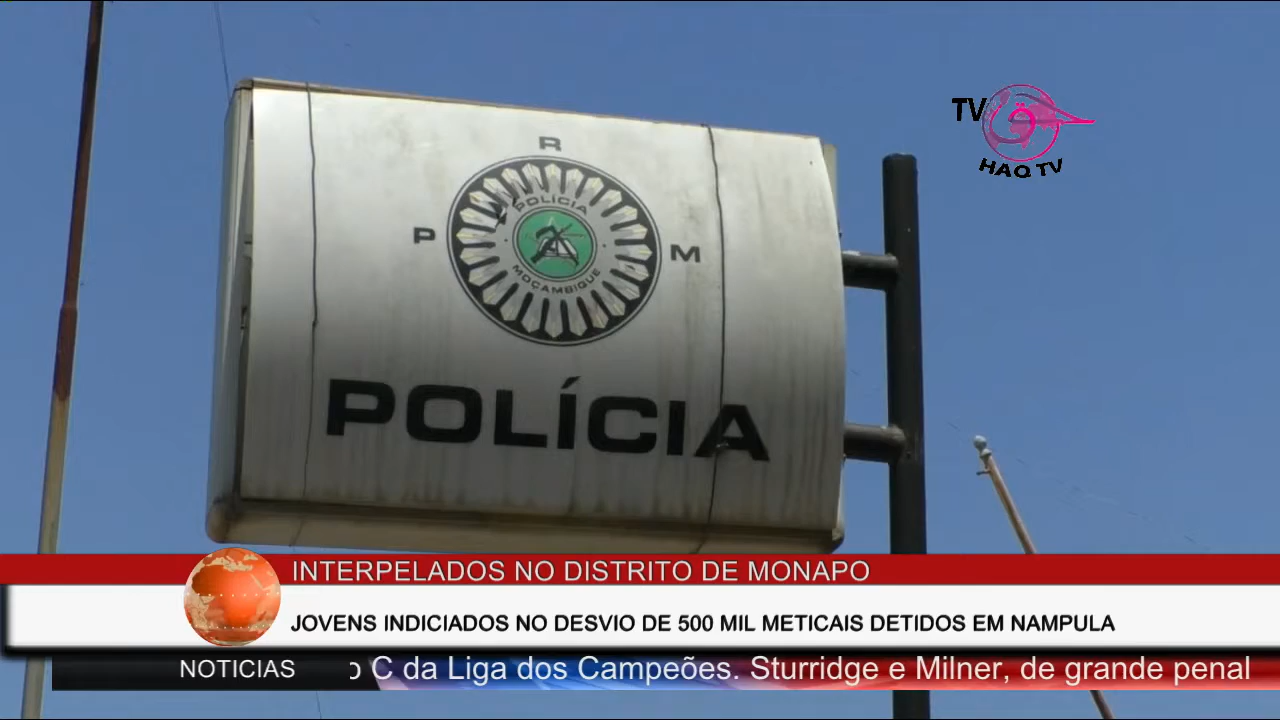 TV
HAQ TV
R
P
M
POLÍCIA
MOÇAMBIQUE
POLÍCIA
INTERPELADOS NO DISTRITO DE MONAPO
JOVENS INDICIADOS NO DESVIO DE 500 MIL METICAIS DETIDOS EM NAMPULA
NOTICIAS
o C da Liga dos Campeões. Sturridge e Milner, de grande penal